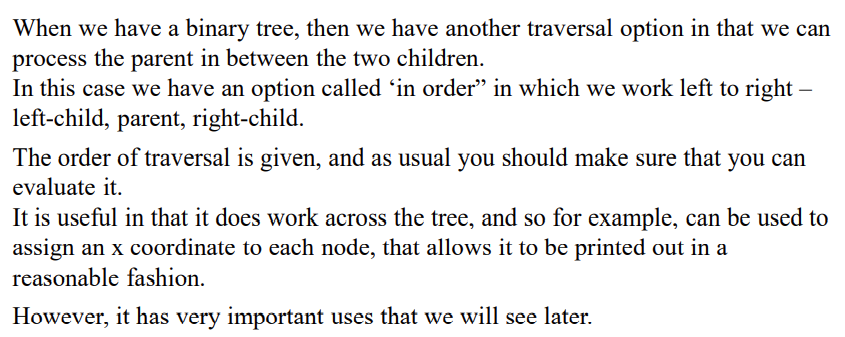 When we have a binary tree, then we have another traversal option in that we can
process the parent in between the two children.
In this case we have an option called ‘in order” in which we work left to right –
left-child, parent, right-child.
The order of traversal is given, and as usual you should make sure that you can
evaluate it.
It is useful in that it does work across the tree, and so for example, can be used to
assign an x coordinate to each node, that allows it to be printed out in a
reasonable fashion.
However, it has very important uses that we will see later.